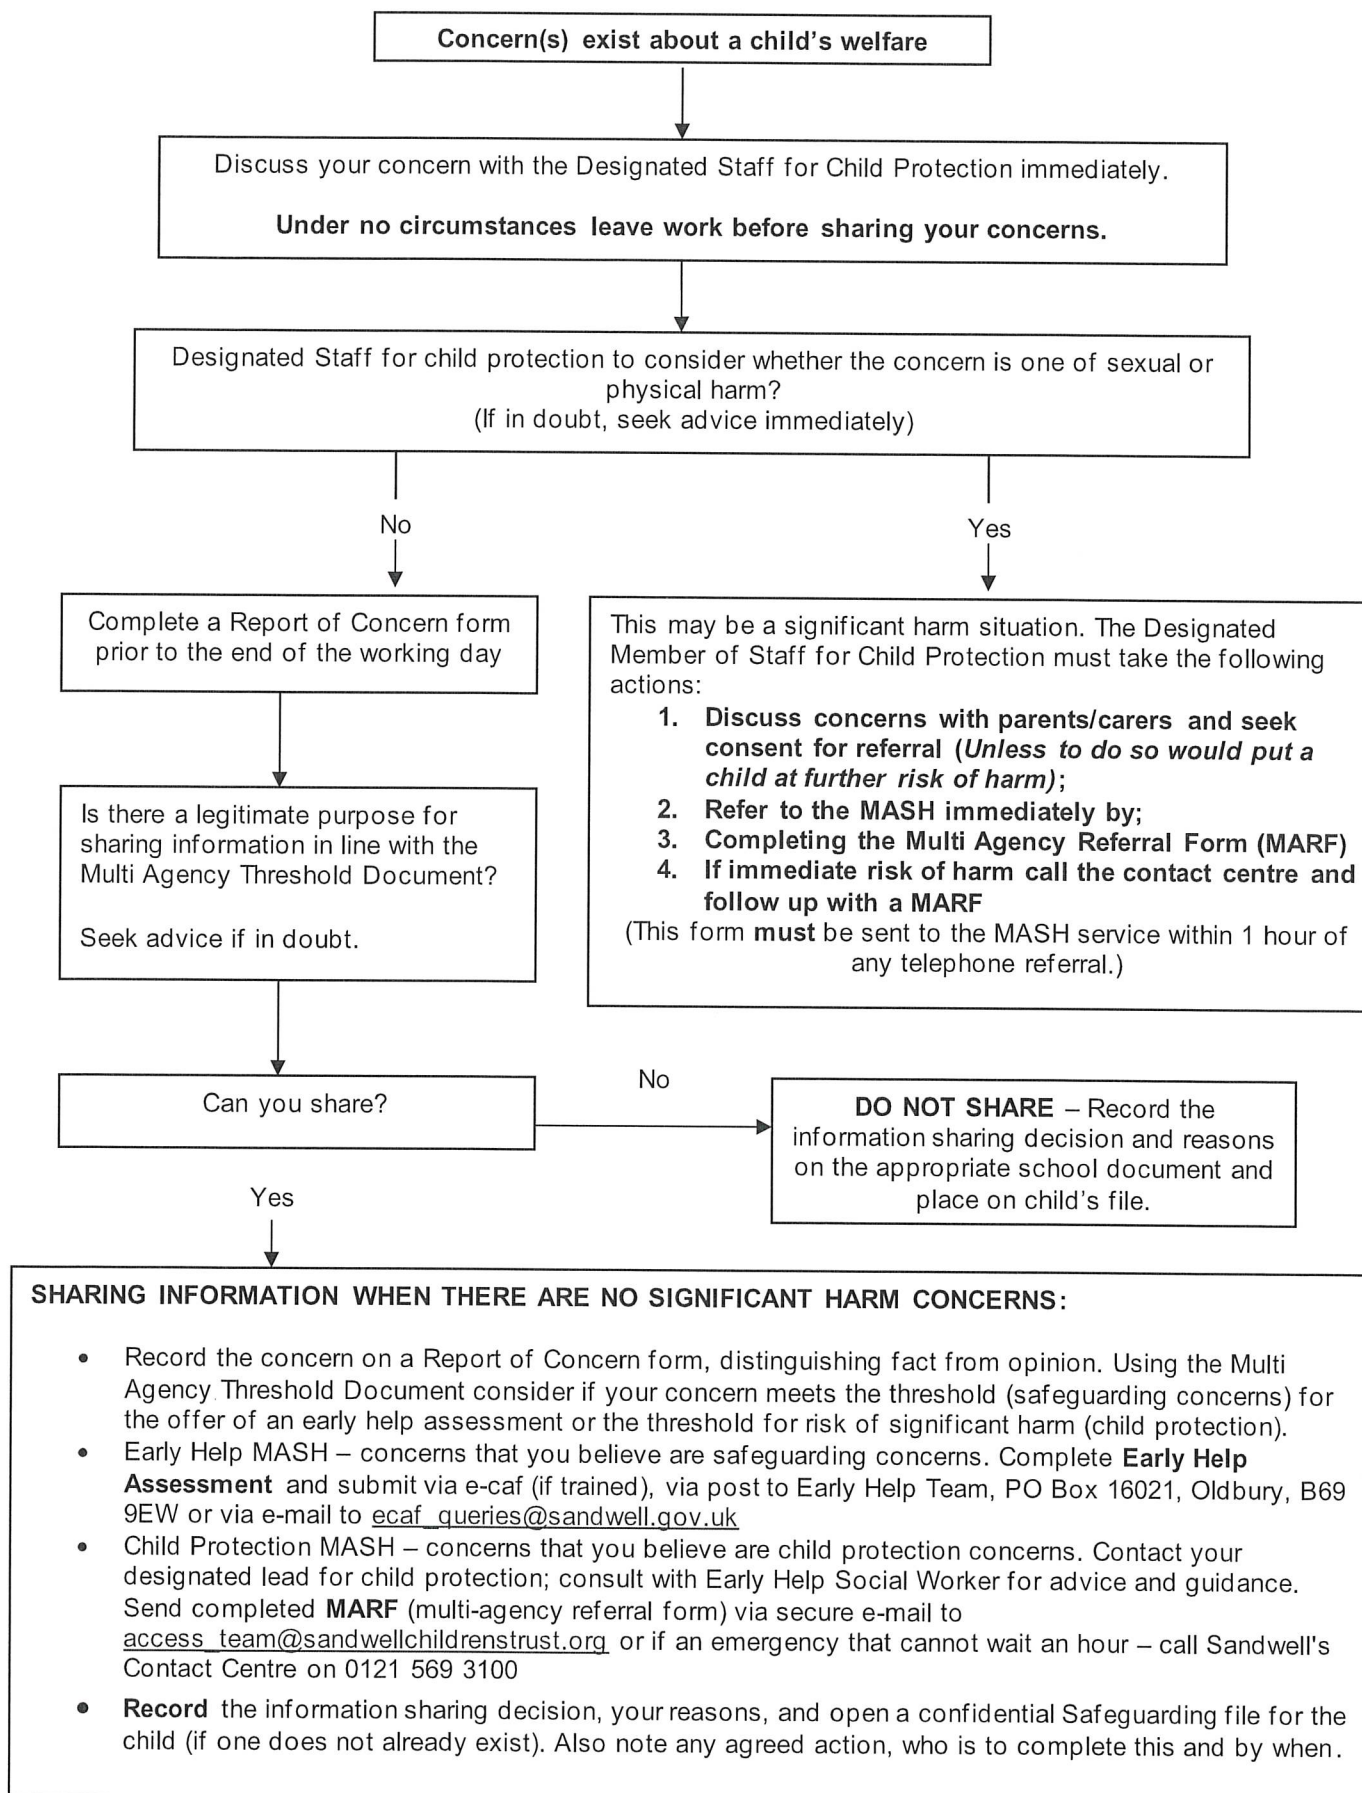 Concern(s) exist about a child's welfare
Discuss your concern with the Designated Staff for Child Protection immediately.
Under no circumstances leave work before sharing your concerns.
Designated Staff for child protection to consider whether the concern is one of sexual or
physical harm?
(If in doubt, seek advice immediately)
No
Yes
Complete a Report of Concern form
prior to the end of the working day
This may be a significant harm situation. The Designated
Member of Staff for Child Protection must take the following
actions:
1. Discuss concerns with parents/carers and seek
consent for referral (Unless to do so would put a
child at further risk of harm);
2. Refer to the MASH immediately by;
3. Completing the Multi Agency Referral Form (MARF)
4. If immediate risk of harm call the contact centre and
follow up with a MARF
(This form must be sent to the MASH service within 1 hour of
any telephone referral.)
Is there a legitimate purpose for
sharing information in line with the
Multi Agency Threshold Document?
Seek advice if in doubt.
Can you share?
No
DO NOT SHARE – Record the
information sharing decision and reasons
on the appropriate school document and
place on child's file.
Yes
SHARING INFORMATION WHEN THERE ARE NO SIGNIFICANT HARM CONCERNS:
• Record the concern on a Report of Concern form, distinguishing fact from opinion. Using the Multi
Agency Threshold Document consider if your concern meets the threshold (safeguarding concerns) for
the offer of an early help assessment or the threshold for risk of significant harm (child protection).
• Early Help MASH – concerns that you believe are safeguarding concerns. Complete Early Help
Assessment and submit via e-caf (if trained), via post to Early Help Team, PO Box 16021, Oldbury, B69
9EW or via e-mail to ecaf_queries@sandwell.gov.uk
• Child Protection MASH – concerns that you believe are child protection concerns. Contact your
designated lead for child protection; consult with Early Help Social Worker for advice and guidance.
Send completed MARF (multi-agency referral form) via secure e-mail to
access_team@sandwellchildrenstrust.org or if an emergency that cannot wait an hour – call Sandwell's
Contact Centre on 0121 569 3100
• Record the information sharing decision, your reasons, and open a confidential Safeguarding file for the
child (if one does not already exist). Also note any agreed action, who is to complete this and by when.